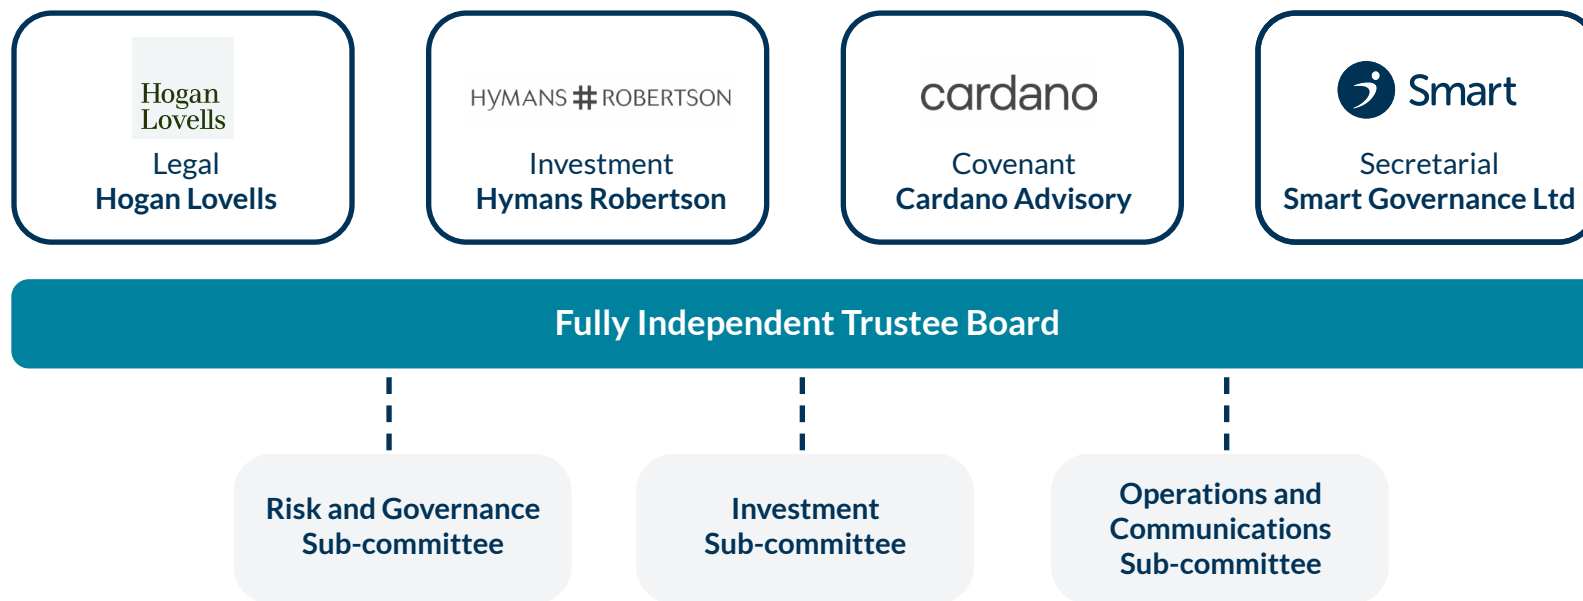 Hogan
Lovells
Legal
Hogan Lovells
HYMANS # ROBERTSON
Investment
Hymans Robertson
cardano
Covenant
Cardano Advisory
Smart
Secretarial
Smart Governance Ltd
Fully Independent Trustee Board
Risk and Governance
Sub-committee
Investment
Sub-committee
Operations and
Communications
Sub-committee